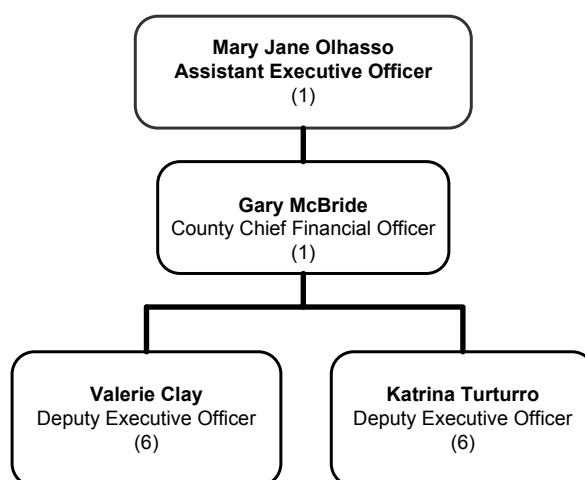 Mary Jane Olhasso
Assistant Executive Officer
(1)
Gary McBride
County Chief Financial Officer
(1)
Valerie Clay
Deputy Executive Officer
(6)
Katrina Turturro
Deputy Executive Officer
(6)